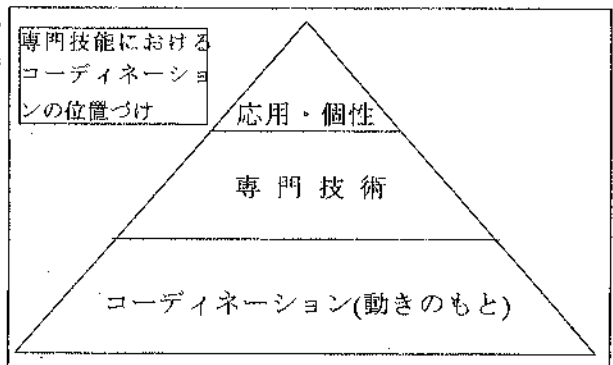 専門技能における
コーディネーショ
ンの位置づけ
応用・個性
専門技術
コーディネーション(動きのもと)